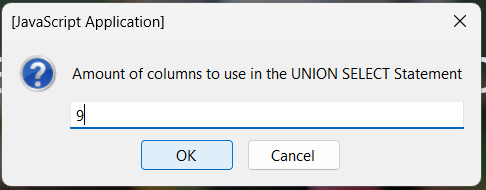 [JavaScript Application]
Amount of columns to use in the UNION SELECT Statement
9
OK
Cancel